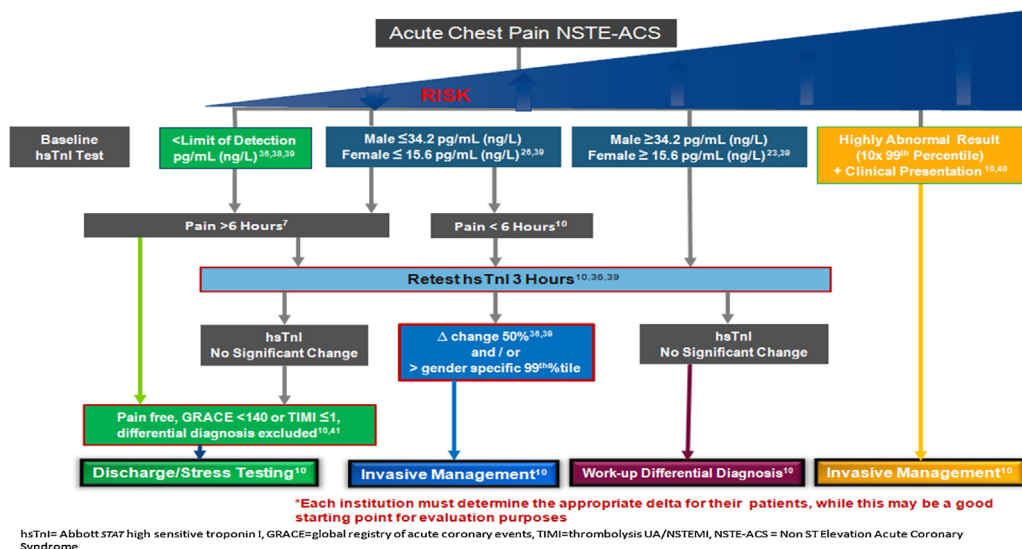 Acute Chest Pain NSTE-ACS
RISK
Baseline
hsTnI Test
<Limit of Detection
pg/mL (ng/L)36,38,39
Male ≤34.2 pg/mL (ng/L)
Female ≤ 15.6 pg/mL (ng/L)26,39
Male ≥34.2 pg/mL (ng/L)
Female ≥ 15.6 pg/mL (ng/L)23,39
Highly Abnormal Result
(10x 99th Percentile)
+ Clinical Presentation 10,40
Pain >6 Hours7
Pain < 6 Hours10
Retest hsTnI 3 Hours10,36,39
hsTnI
No Significant Change
Δ change 50%36,39
and / or
> gender specific 99th%tile
hsTnI
No Significant Change
Pain free, GRACE <140 or TIMI ≤1,
differential diagnosis excluded10,41
Discharge/Stress Testing10
Invasive Management10
Work-up Differential Diagnosis10
Invasive Management10
*Each institution must determine the appropriate delta for their patients, while this may be a good
starting point for evaluation purposes
hsTnI= Abbott STAT high sensitive troponin I, GRACE=global registry of acute coronary events, TIMI=thrombolysis UA/NSTEMI, NSTE-ACS = Non ST Elevation Acute Coronary
Syndrome